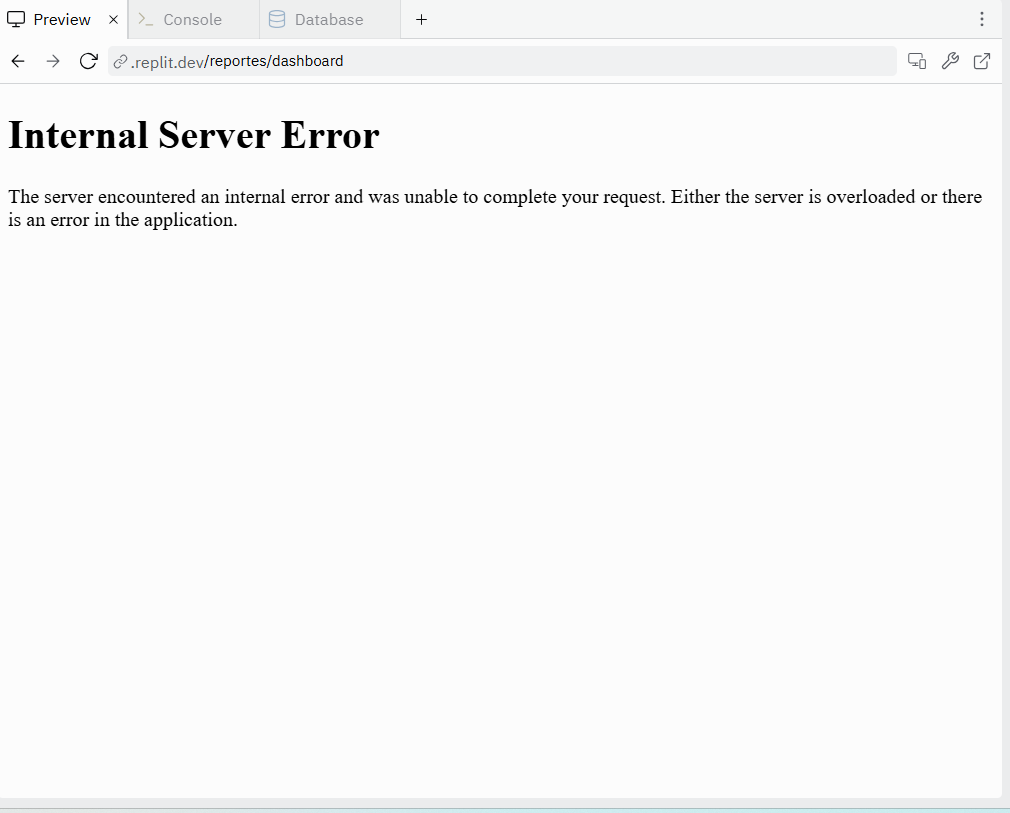 Preview Console Database
.replit.dev/reportes/dashboard
Internal Server Error
The server encountered an internal error and was unable to complete your request. Either the server is overloaded or there
is an error in the application.